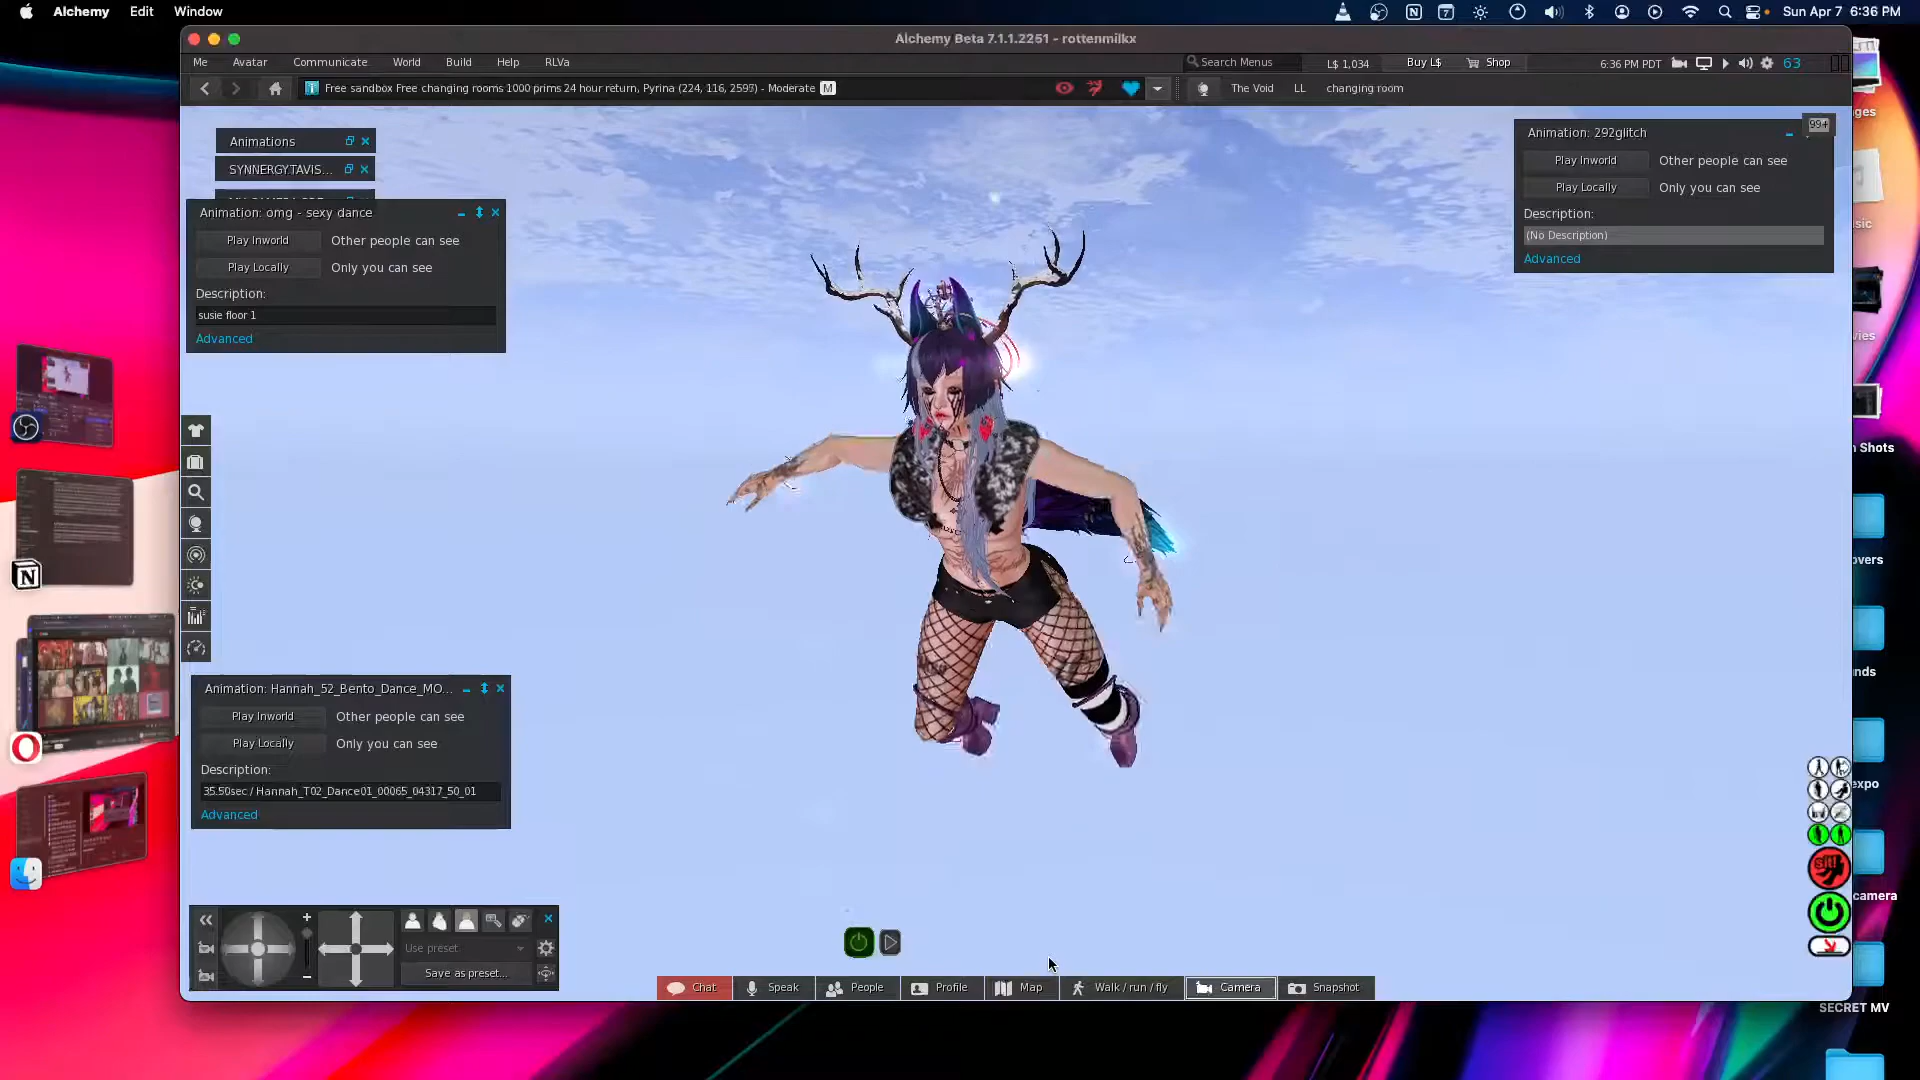 Alchemy Edit Window
7
Sun Apr 7 6:36 PM
Alchemy Beta 7.1.1.2251 - rottenmilkx
Me Avatar Communicate World Build Help RLVa
Search Menus
L$ 1,034
Buy L$
Shop
6:36 PM PDT
63
Free sandbox Free changing rooms 1000 prims 24 hour return, Pyrina (224, 116, 2597) - Moderate M
The Void
LL
changing room
Animations
SYNNERGY.TAVIS...
Animation: omg - sexy dance
Play Inworld Other people can see
Play Locally Only you can see
Description:
susie floor 1
Advanced
Animation: 292glitch
99+
Play Inworld Other people can see
Play Locally Only you can see
Description:
(No Description)
Advanced
Animation: Hannah_52_Bento_Dance_MO...
Play Inworld Other people can see
Play Locally Only you can see
Description:
35.50sec / Hannah_T02_Dance01_00065_04317_50_01
Advanced
Use preset
Save as preset...
Chat
Speak
People
Profile
Map
Walk / run / fly
Camera
Snapshot
sit!
ges
sic
vies
n Shots
overs
nds
expo
camera
SECRET MV